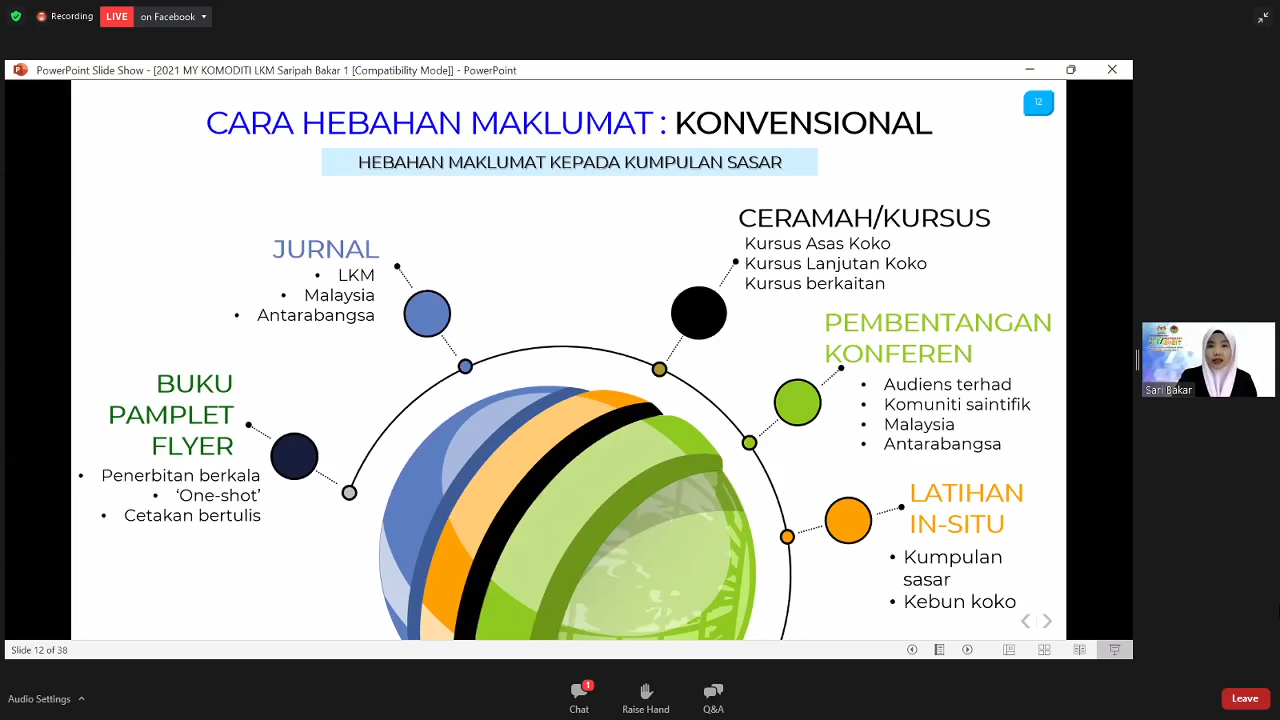 Recording
LIVE
on Facebook
PowerPoint Slide Show - [2021 MY KOMODITI LKM Saripah Bakar 1 [Compatibility Mode]] - PowerPoint
12
CARA HEBAHAN MAKLUMAT : KONVENSIONAL
HEBAHAN MAKLUMAT KEPADA KUMPULAN SASAR
JURNAL
• LKM
• Malaysia
• Antarabangsa
CERAMAH/KURSUS
Kursus Asas Koko
Kursus Lanjutan Koko
Kursus berkaitan
BUKU
PAMPLET
FLYER
• Penerbitan berkala
• ‘One-shot’
• Cetakan bertulis
PEMBENTANGAN
KONFEREN
• Audiens terhad
• Komuniti saintifik
• Malaysia
• Antarabangsa
LATIHAN
IN-SITU
• Kumpulan
sasar
• Kebun koko
Sari Bakar
Slide 12 of 38
Audio Settings
1
Chat
Raise Hand
Q&A
Leave